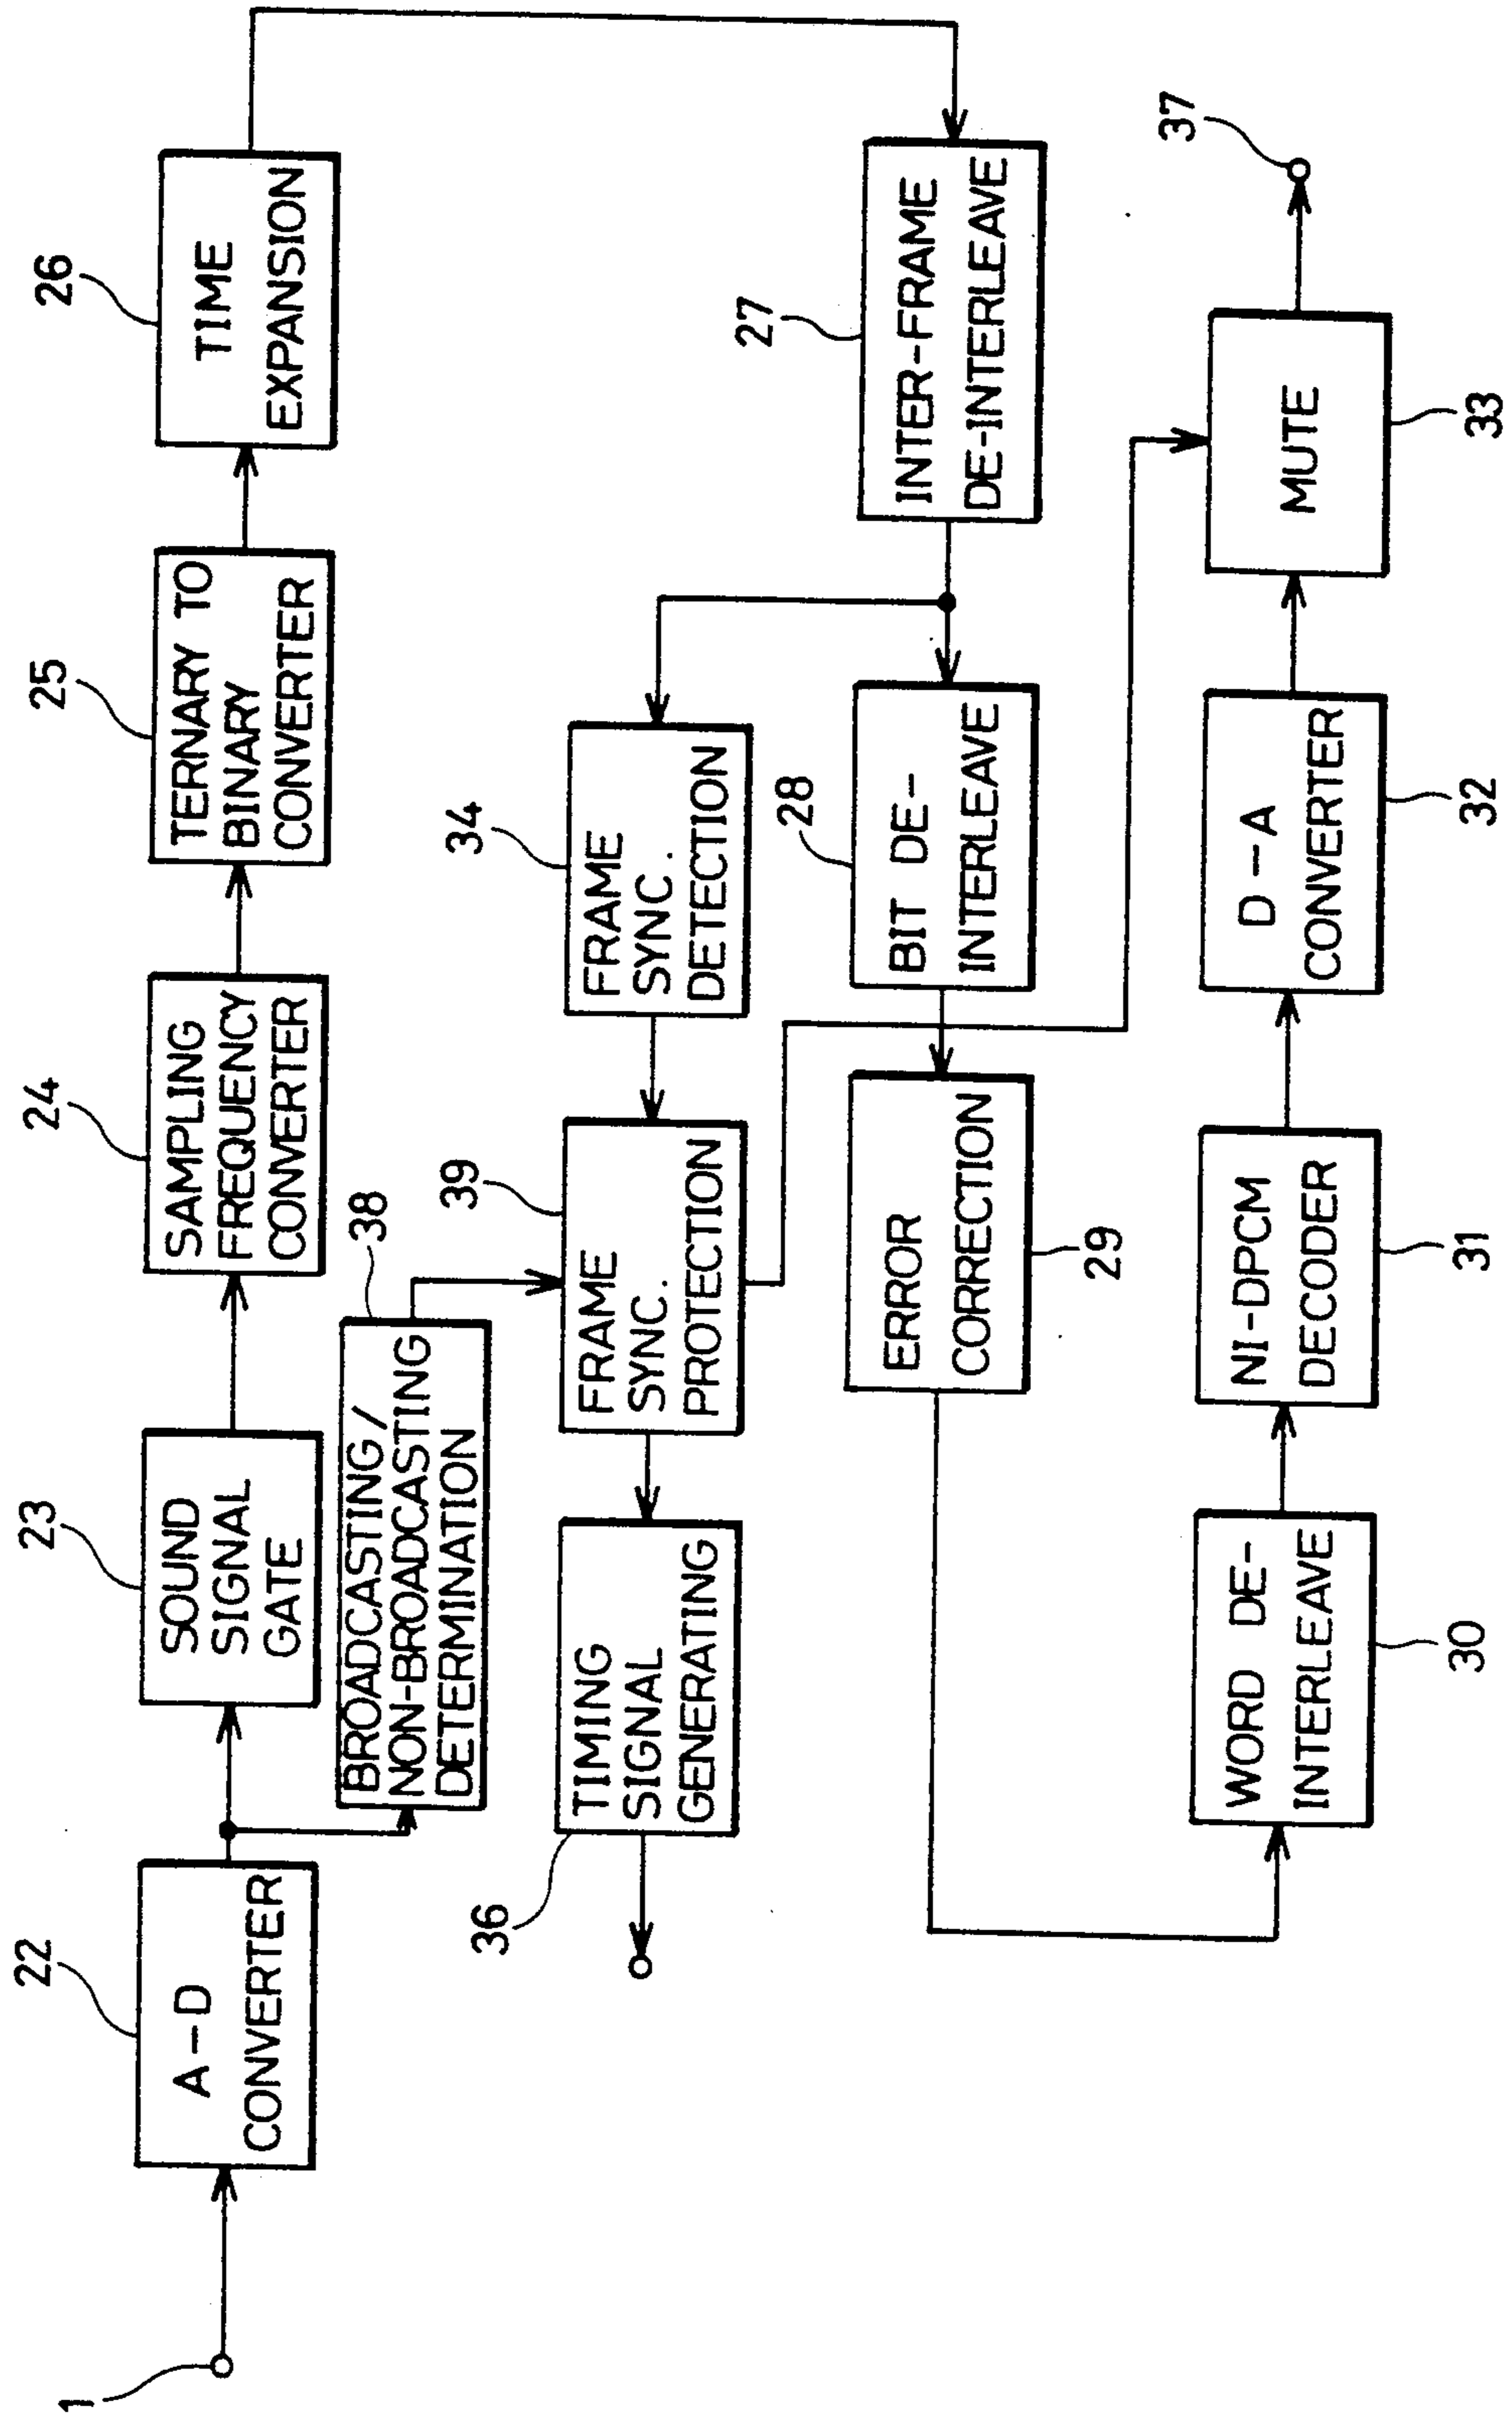 1
22
A-D
CONVERTER
23
SOUND
SIGNAL
GATE
24
SAMPLING
FREQUENCY
CONVERTER
25
TERNARY TO
BINARY
CONVERTER
26
TIME
EXPANSION
38
BROADCASTING/
NON-BROADCASTING
DETERMINATION
36
TIMING
SIGNAL
GENERATING
39
FRAME
SYNC.
PROTECTION
34
FRAME
SYNC.
DETECTION
27
INTER-FRAME
DE-INTERLEAVE
28
BIT DE-
INTERLEAVE
29
ERROR
CORRECTION
30
WORD DE-
INTERLEAVE
31
NI-DPCM
DECODER
32
D-A
CONVERTER
33
MUTE
37